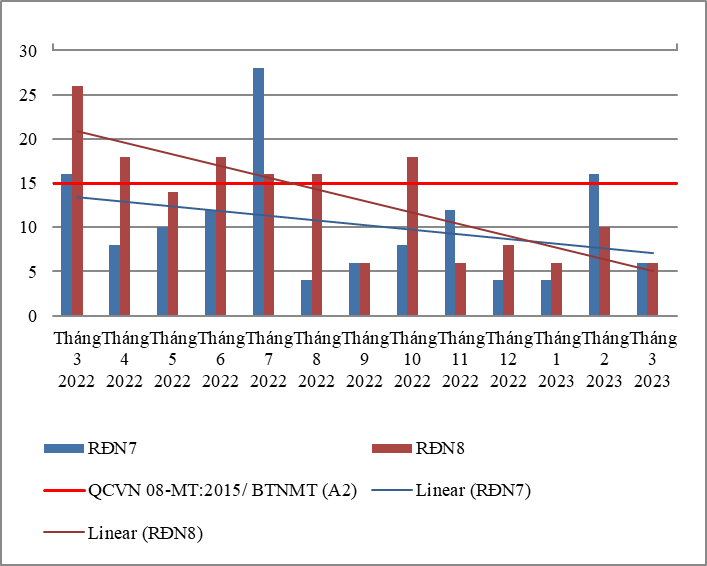 30
25
20
15
10
5
0
Tháng Tháng Tháng Tháng Tháng Tháng Tháng Tháng Tháng Tháng Tháng Tháng Tháng
3 4 5 6 7 8 9 10 11 12 1 2 3
2022 2022 2022 2022 2022 2022 2022 2022 2022 2022 2023 2023 2023
RĐN7 RĐN8
QCVN 08-MT:2015/ BTNMT (A2) Linear (RĐN7)
Linear (RĐN8)